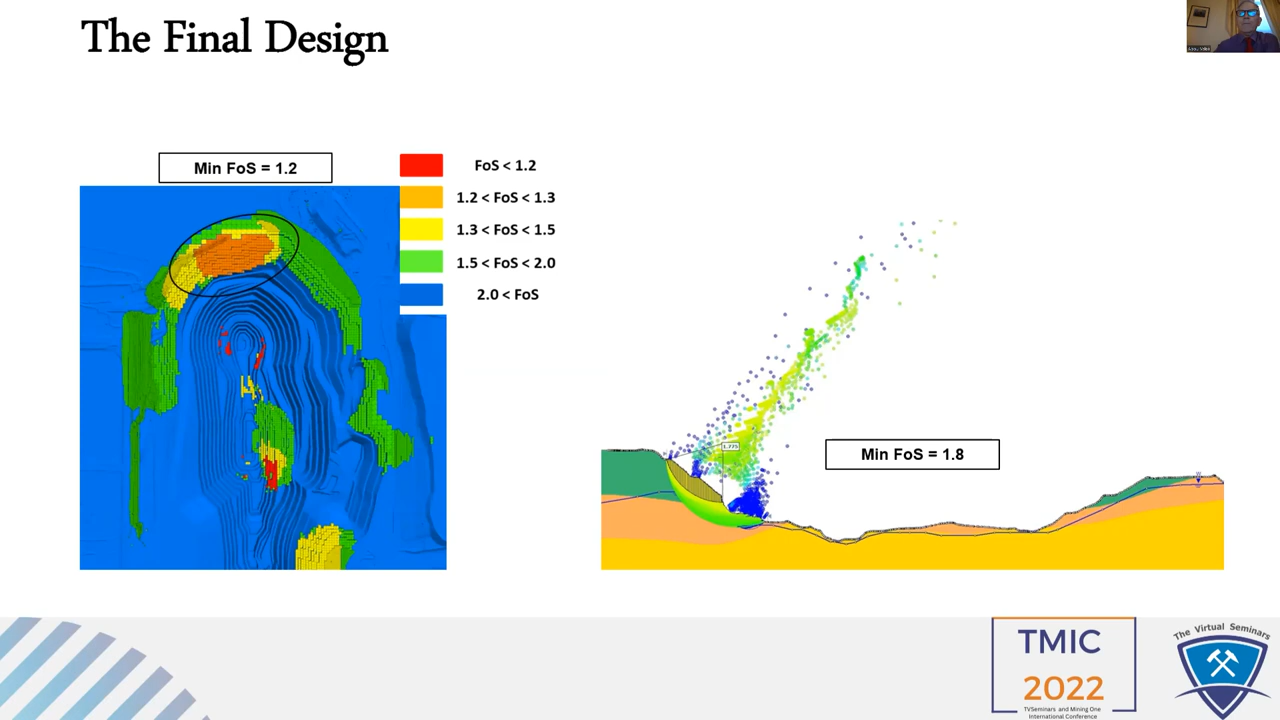 The Final Design
Min FoS = 1.2
FoS < 1.2
1.2 < FoS < 1.3
1.3 < FoS < 1.5
1.5 < FoS < 2.0
2.0 < FoS
1.775
Min FoS = 1.8
TMIC
2022
TVSeminars and Mining One
International Conference
The Virtual Seminars